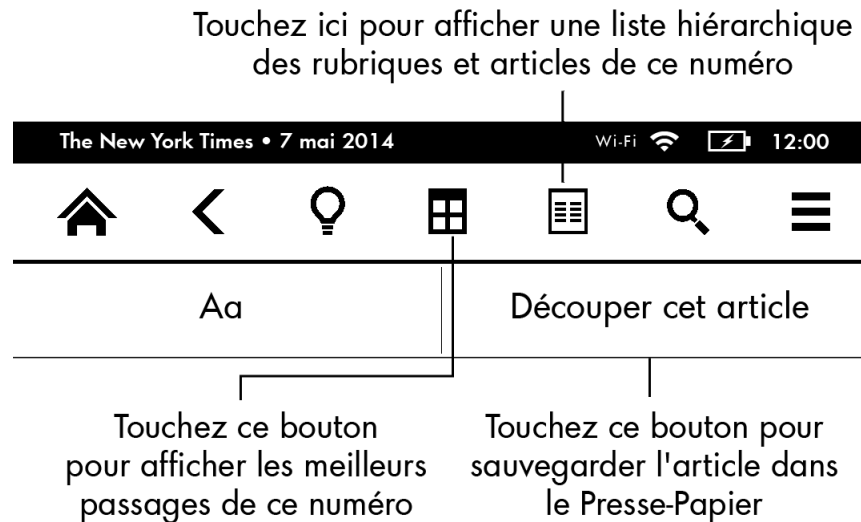 Touchez ici pour afficher une liste hiérarchique
des rubriques et articles de ce numéro
The New York Times • 7 mai 2014 Wi-Fi 12:00
Aa Découper cet article
Touchez ce bouton
pour afficher les meilleurs
passages de ce numéro
Touchez ce bouton pour
sauvegarder l'article dans
le Presse-Papier